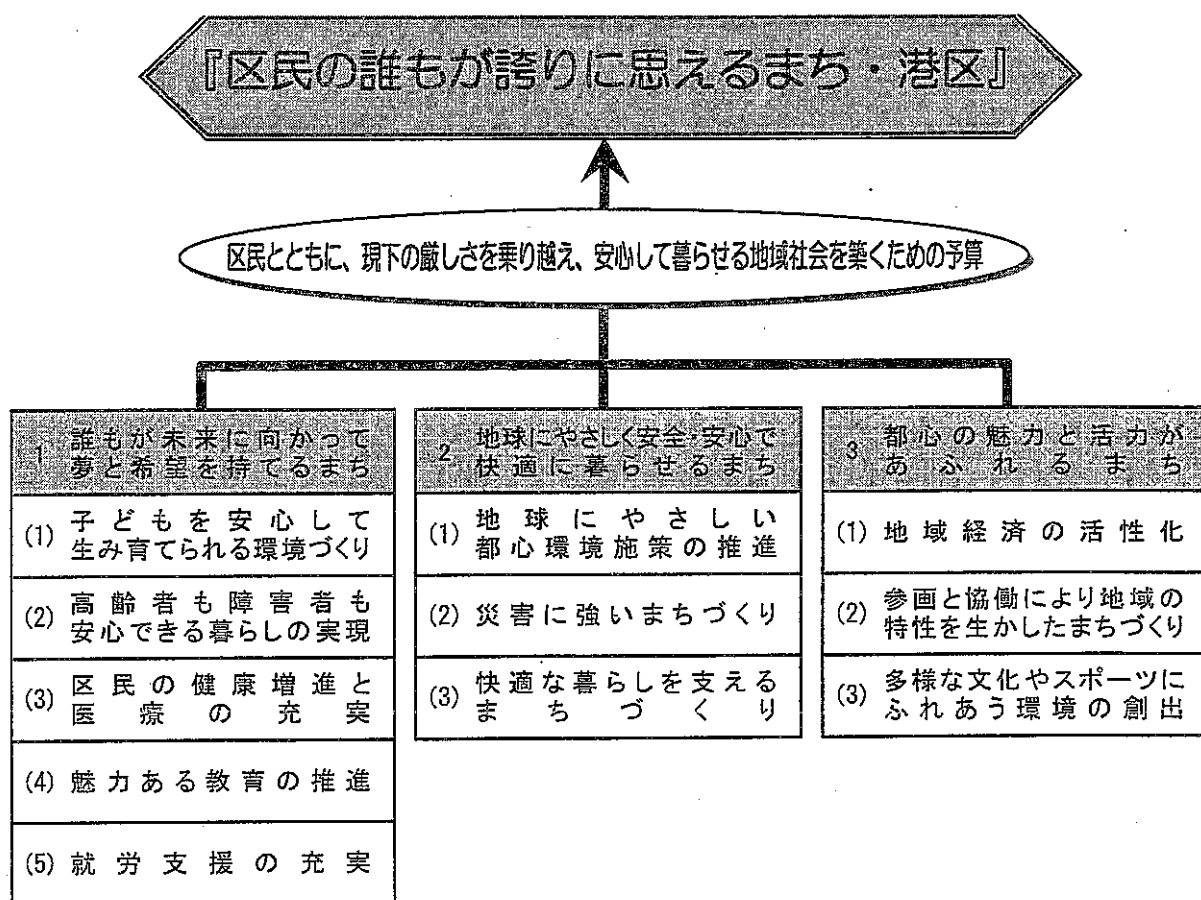 『区民の誰もが誇りに思えるまち・港区』
区民とともに、現下の厳しさを乗り越え、安心して暮らせる地域社会を築くための予算
1 誰もが未来に向かって
夢と希望を持てるまち
(1) 子どもを安心して
生み育てられる環境づくり
(2) 高齢者も障害者も
安心できる暮らしの実現
(3) 区民の健康増進と
医療の充実
(4) 魅力ある教育の推進
(5) 就労支援の充実
2 地球にやさしく安全・安心で
快適に暮らせるまち
(1) 地球にやさしい
都心環境施策の推進
(2) 災害に強いまちづくり
(3) 快適な暮らしを支える
まちづくり
3 都心の魅力と活力が
あふれるまち
(1) 地域経済の活性化
(2) 参画と協働により地域の
特性を生かしたまちづくり
(3) 多様な文化やスポーツに
ふれあう環境の創出